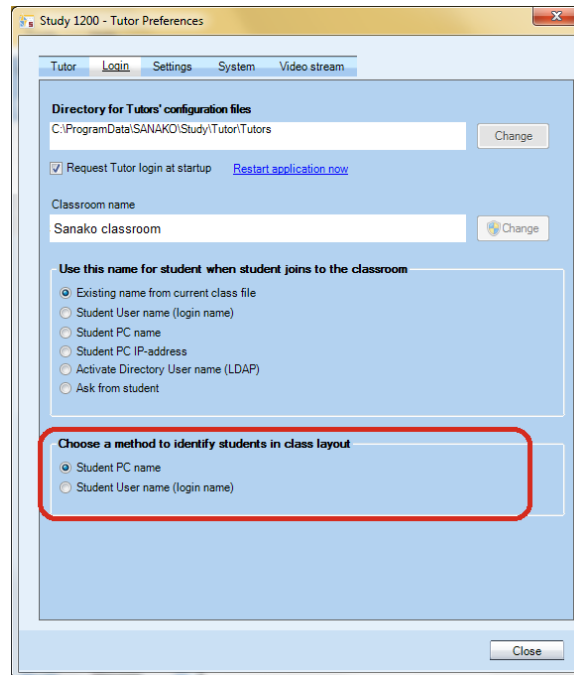 Study 1200 - Tutor Preferences
Tutor Login Settings System Video stream
Directory for Tutors' configuration files
C:\ProgramData\SANAKO\Study\Tutor\Tutors
Change
Request Tutor login at startup Restart application now
Classroom name
Sanako classroom
Change
Use this name for student when student joins to the classroom
Existing name from current class file
Student User name (login name)
Student PC name
Student PC IP-address
Activate Directory User name (LDAP)
Ask from student
Choose a method to identify students in class layout
Student PC name
Student User name (login name)
Close